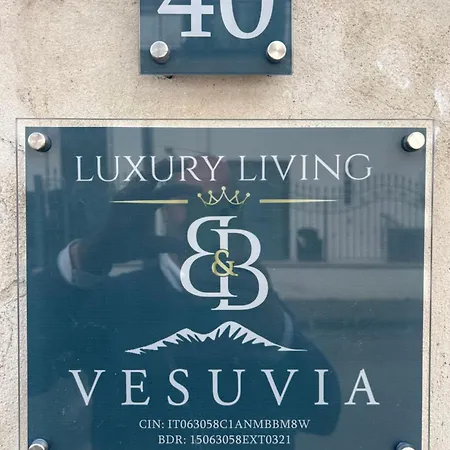 40
LUXURY LIVING
B&B
VESUVIA
CIN: IT063058C1ANMBBM8W
BDR: 15063058EXT0321